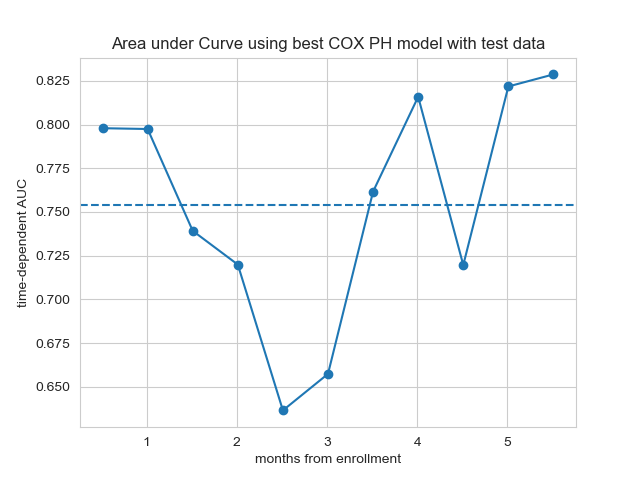 Area under Curve using best COX PH model with test data
time-dependent AUC
0.825
0.800
0.775
0.750
0.725
0.700
0.675
0.650
1 2 3 4 5
months from enrollment